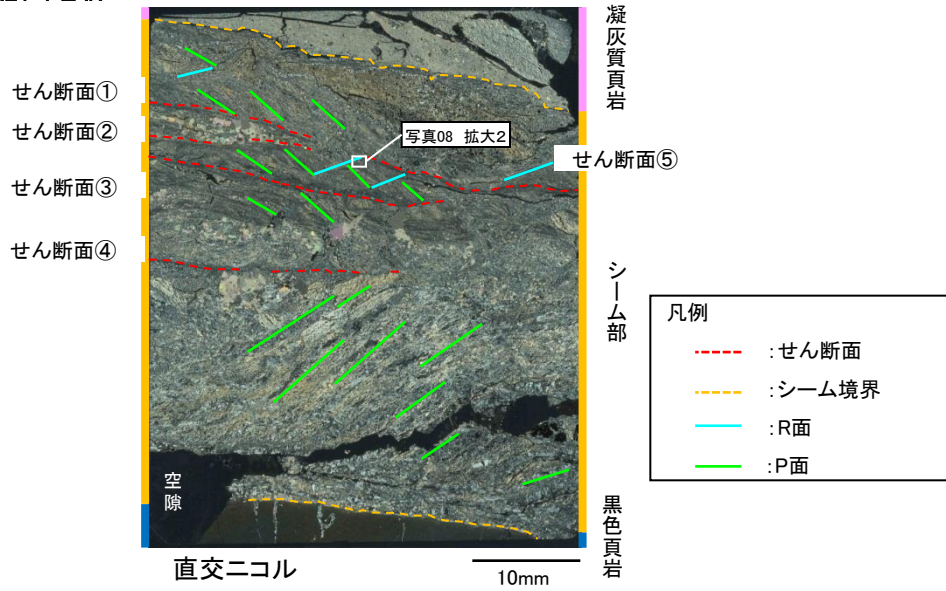 凝灰質頁岩
せん断面①
せん断面②
写真08 拡大2
せん断面⑤
せん断面③
せん断面④
シーム部
凡例
:せん断面
:シーム境界
:R面
:P面
空隙
黒色頁岩
直交ニコル
10mm